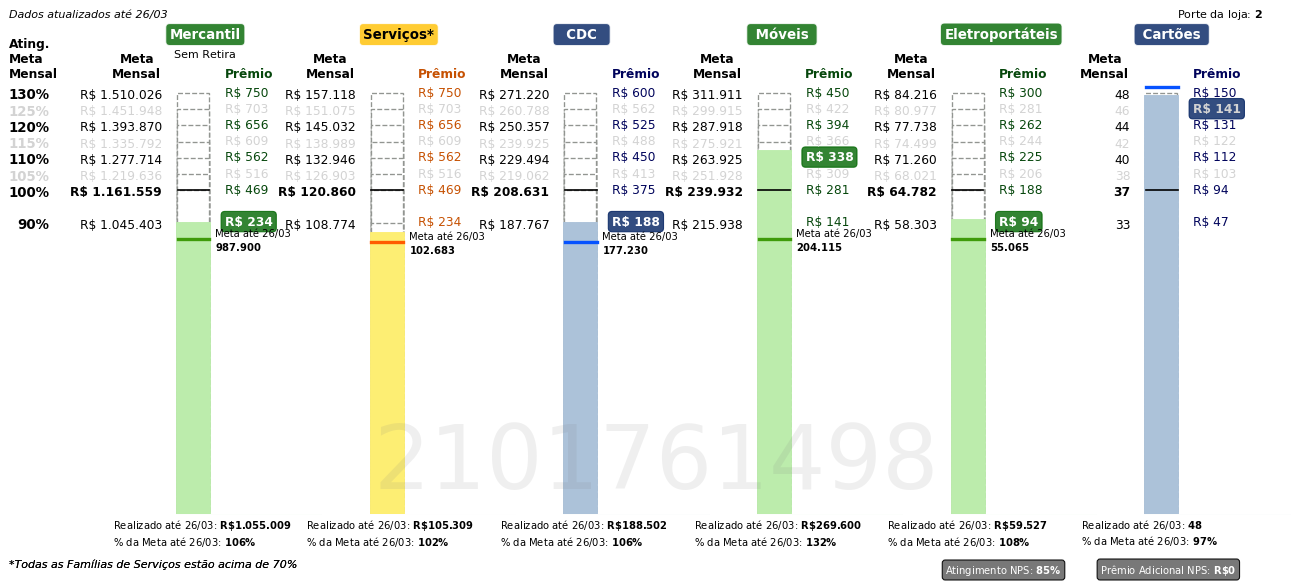 Dados atualizados até 26/03 Porte da loja: 2
Mercantil Serviços* CDC Móveis Eletroportáteis Cartões
Sem Retira
Ating. Meta Mensal Meta Mensal Prêmio Meta Mensal Prêmio Meta Mensal Prêmio Meta Mensal Prêmio Meta Mensal Prêmio Meta Mensal Prêmio
130% R$ 1.510.026 R$ 750 R$ 157.118 R$ 750 R$ 271.220 R$ 600 R$ 311.911 R$ 450 R$ 84.216 R$ 300 48 R$ 150
125% R$ 1.451.948 R$ 703 R$ 151.075 R$ 703 R$ 260.788 R$ 562 R$ 299.915 R$ 422 R$ 80.977 R$ 281 46 R$ 141
120% R$ 1.393.870 R$ 656 R$ 145.032 R$ 656 R$ 250.357 R$ 525 R$ 287.918 R$ 394 R$ 77.738 R$ 262 44 R$ 131
115% R$ 1.335.792 R$ 609 R$ 138.989 R$ 609 R$ 239.925 R$ 488 R$ 275.921 R$ 366 R$ 74.499 R$ 244 42 R$ 122
110% R$ 1.277.714 R$ 562 R$ 132.946 R$ 562 R$ 229.494 R$ 450 R$ 263.925 R$ 338 R$ 71.260 R$ 225 40 R$ 112
105% R$ 1.219.636 R$ 516 R$ 126.903 R$ 516 R$ 219.062 R$ 413 R$ 251.928 R$ 309 R$ 68.021 R$ 206 38 R$ 103
100% R$ 1.161.559 R$ 469 R$ 120.860 R$ 469 R$ 208.631 R$ 375 R$ 239.932 R$ 281 R$ 64.782 R$ 188 37 R$ 94
90% R$ 1.045.403 R$ 234 R$ 108.774 R$ 234 R$ 187.767 R$ 188 R$ 215.938 R$ 141 R$ 58.303 R$ 94 33 R$ 47
Meta até 26/03 Meta até 26/03 Meta até 26/03 Meta até 26/03 Meta até 26/03
987.900 102.683 177.230 204.115 55.065
2101761498
Realizado até 26/03: R$1.055.009 Realizado até 26/03: R$105.309 Realizado até 26/03: R$188.502 Realizado até 26/03: R$269.600 Realizado até 26/03: R$59.527 Realizado até 26/03: 48
% da Meta até 26/03: 106% % da Meta até 26/03: 102% % da Meta até 26/03: 106% % da Meta até 26/03: 132% % da Meta até 26/03: 108% % da Meta até 26/03: 97%
*Todas as Famílias de Serviços estão acima de 70% Atingimento NPS: 85% Prêmio Adicional NPS: R$0